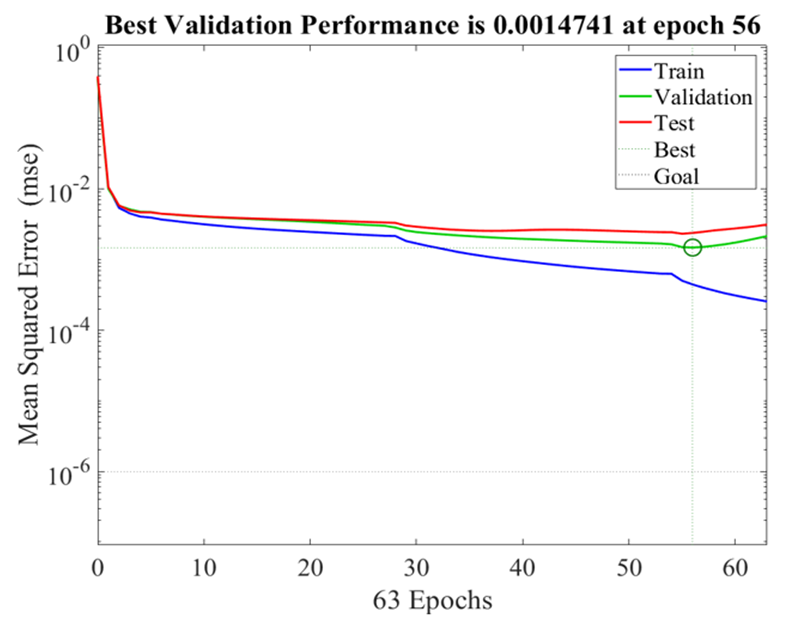 Best Validation Performance is 0.0014741 at epoch 56
10^0
10^-2
10^-4
10^-6
Mean Squared Error (mse)
Train
Validation
Test
Best
Goal
0 10 20 30 40 50 60
63 Epochs